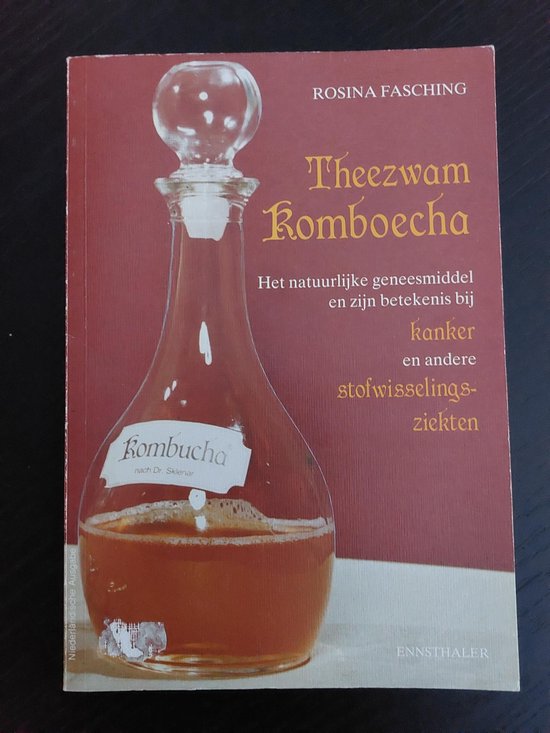 ROSINA FASCHING
Theezwam
Komboecha
Het natuurlijke geneesmiddel
en zijn betekenis bij
kanker
en andere
stofwisselings-
ziekten
Kombucha
nach Dr. Sklenar
Niederländische Ausgabe
ENNSTHALER